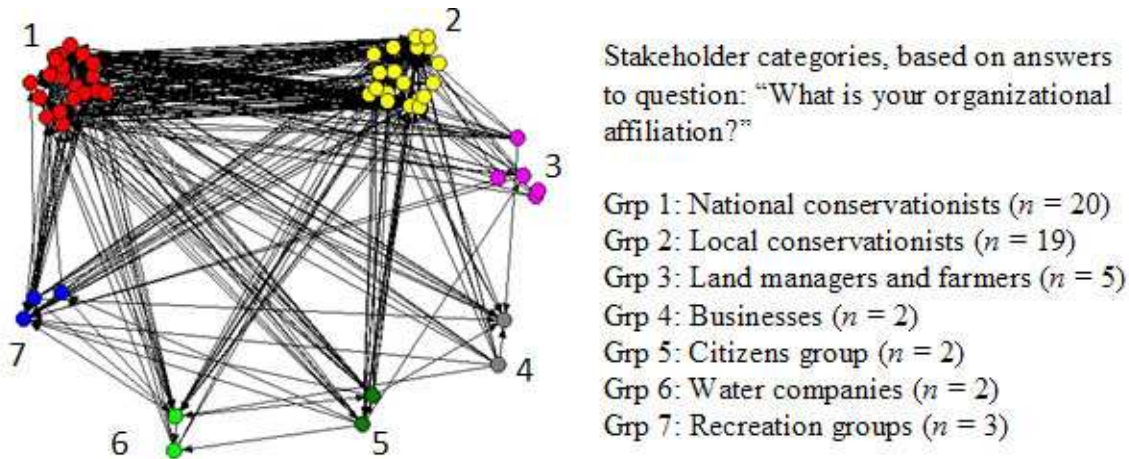 1
2
3
4
5
6
7
Stakeholder categories, based on answers
to question: “What is your organizational
affiliation?”
Grp 1: National conservationists (n = 20)
Grp 2: Local conservationists (n = 19)
Grp 3: Land managers and farmers (n = 5)
Grp 4: Businesses (n = 2)
Grp 5: Citizens group (n = 2)
Grp 6: Water companies (n = 2)
Grp 7: Recreation groups (n = 3)